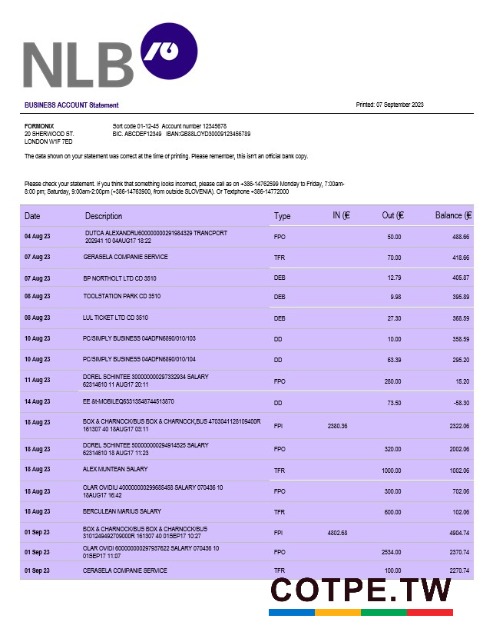 NLB
BUSINESS ACCOUNT Statement Printed: 07 September 2023
FORMONIX Sort code 01-12-45 Account number 12345678
20 SHERWOOD ST. BIC. ABCDEF12349 IBAN:GB88LOYD30009123456789
LONDON W1F 7ED
The data shown on your statement was correct at the time of printing. Please remember, this isn't an official bank copy.
Please check your statement. If you think that something looks incorrect, please call as on +386-14762599 Monday to Friday, 7:00am-
8:00 pm; Saturday, 9:00am-2:00pm (+386-14763900, from outside SLOVENIA). Or Textphone +386-14772000
Date Description Type IN (€ Out (€ Balance (€
04 Aug 23 DUTCA ALEXANDRU600000000291984329 TRANCPORT FPO 50.00 488.66
202941 10 04AUG17 18:22
07 Aug 23 CERASELA COMPANIE SERVICE TFR 70.00 418.66
07 Aug 23 BP NORTHOLT LTD CD 3510 DEB 12.79 405.87
08 Aug 23 TOOLSTATION PARK CD 3510 DEB 9.98 395.89
08 Aug 23 LUL TICKET LTD CD 3510 DEB 27.30 368.59
10 Aug 23 PC/SIMPLY BUSINESS 04ADFN6890/010/103 DD 10.00 358.59
10 Aug 23 PC/SIMPLY BUSINESS 04ADFN6890/010/104 DD 63.39 295.20
11 Aug 23 DOREL SCHINTEE 300000000297332934 SALARY FPO 280.00 15.20
62314610 11 AUG17 20:11
14 Aug 23 EE &t-MOBILEQ63513848744513870 DD 73.50 -58.30
18 Aug 23 BOX & CHARNOCK/BUS BOX & CHARNOCK,BUS 4703041128109400R FPI 2380.36 2322.06
161307 40 18AUG17 03:11
18 Aug 23 DOREL SCHINTEE 500000000294914525 SALARY FPO 320.00 2002.06
62314610 18 AUG17 11:23
18 Aug 23 ALEX MUNTEAN SALARY TFR 1000.00 1002.06
18 Aug 23 OLAR OVIDIU 400000000299685458 SALARY 070436 10 FPO 300.00 702.06
18AUG17 16:42
18 Aug 23 BERCULEAN MARIUS SALARY TFR 600.00 102.06
01 Sep 23 BOX & CHARNOCK/BUS BOX & CHARNOCK/BUS FPI 4802.68 4904.74
3101249492709000R 161307 40 01SEP17 10:27
01 Sep 23 OLAR OVIDI 600000000297937622 SALARY 070436 10 FPO 2534.00 2370.74
01SEP17 11:07
01 Sep 23 CERASELA COMPANIE SERVICE TFR 100.00 2270.74
COTPE.TW